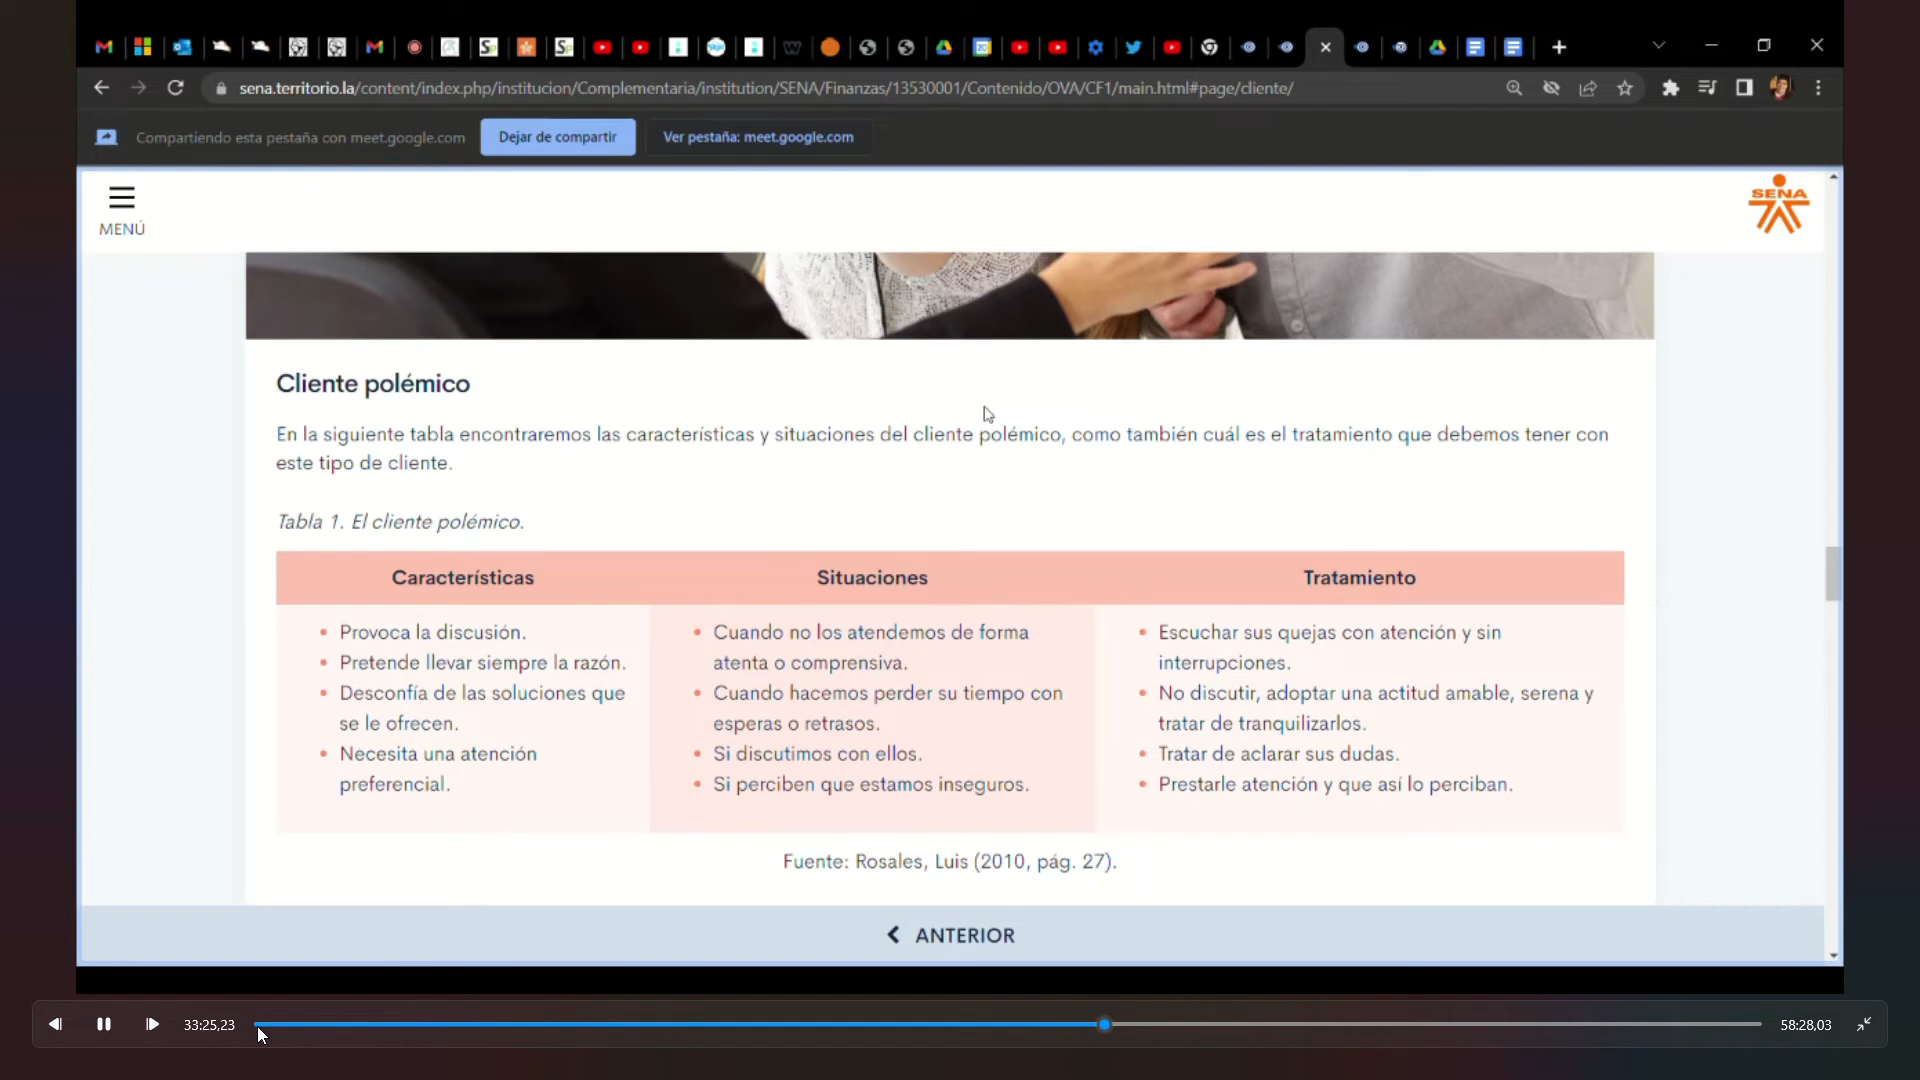 sena.territorio.la/content/index.php/institucion/Complementaria/institution/SENA/Finanzas/13530001/Contenido/OVA/CF1/main.html#page/cliente/
Compartiendo esta pestaña con meet.google.com
Dejar de compartir
Ver pestaña: meet.google.com
MENÚ
SENA
Cliente polémico
En la siguiente tabla encontraremos las características y situaciones del cliente polémico, como también cuál es el tratamiento que debemos tener con
este tipo de cliente.
Tabla 1. El cliente polémico.
Características
Provoca la discusión.
Pretende llevar siempre la razón.
Desconfía de las soluciones que
se le ofrecen.
Necesita una atención
preferencial.
Situaciones
Cuando no los atendemos de forma
atenta o comprensiva.
Cuando hacemos perder su tiempo con
esperas o retrasos.
Si discutimos con ellos.
Si perciben que estamos inseguros.
Tratamiento
Escuchar sus quejas con atención y sin
interrupciones.
No discutir, adoptar una actitud amable, serena y
tratar de tranquilizarlos.
Tratar de aclarar sus dudas.
Prestarle atención y que así lo perciban.
Fuente: Rosales, Luis (2010, pág. 27).
ANTERIOR
33:25,23
58:28,03